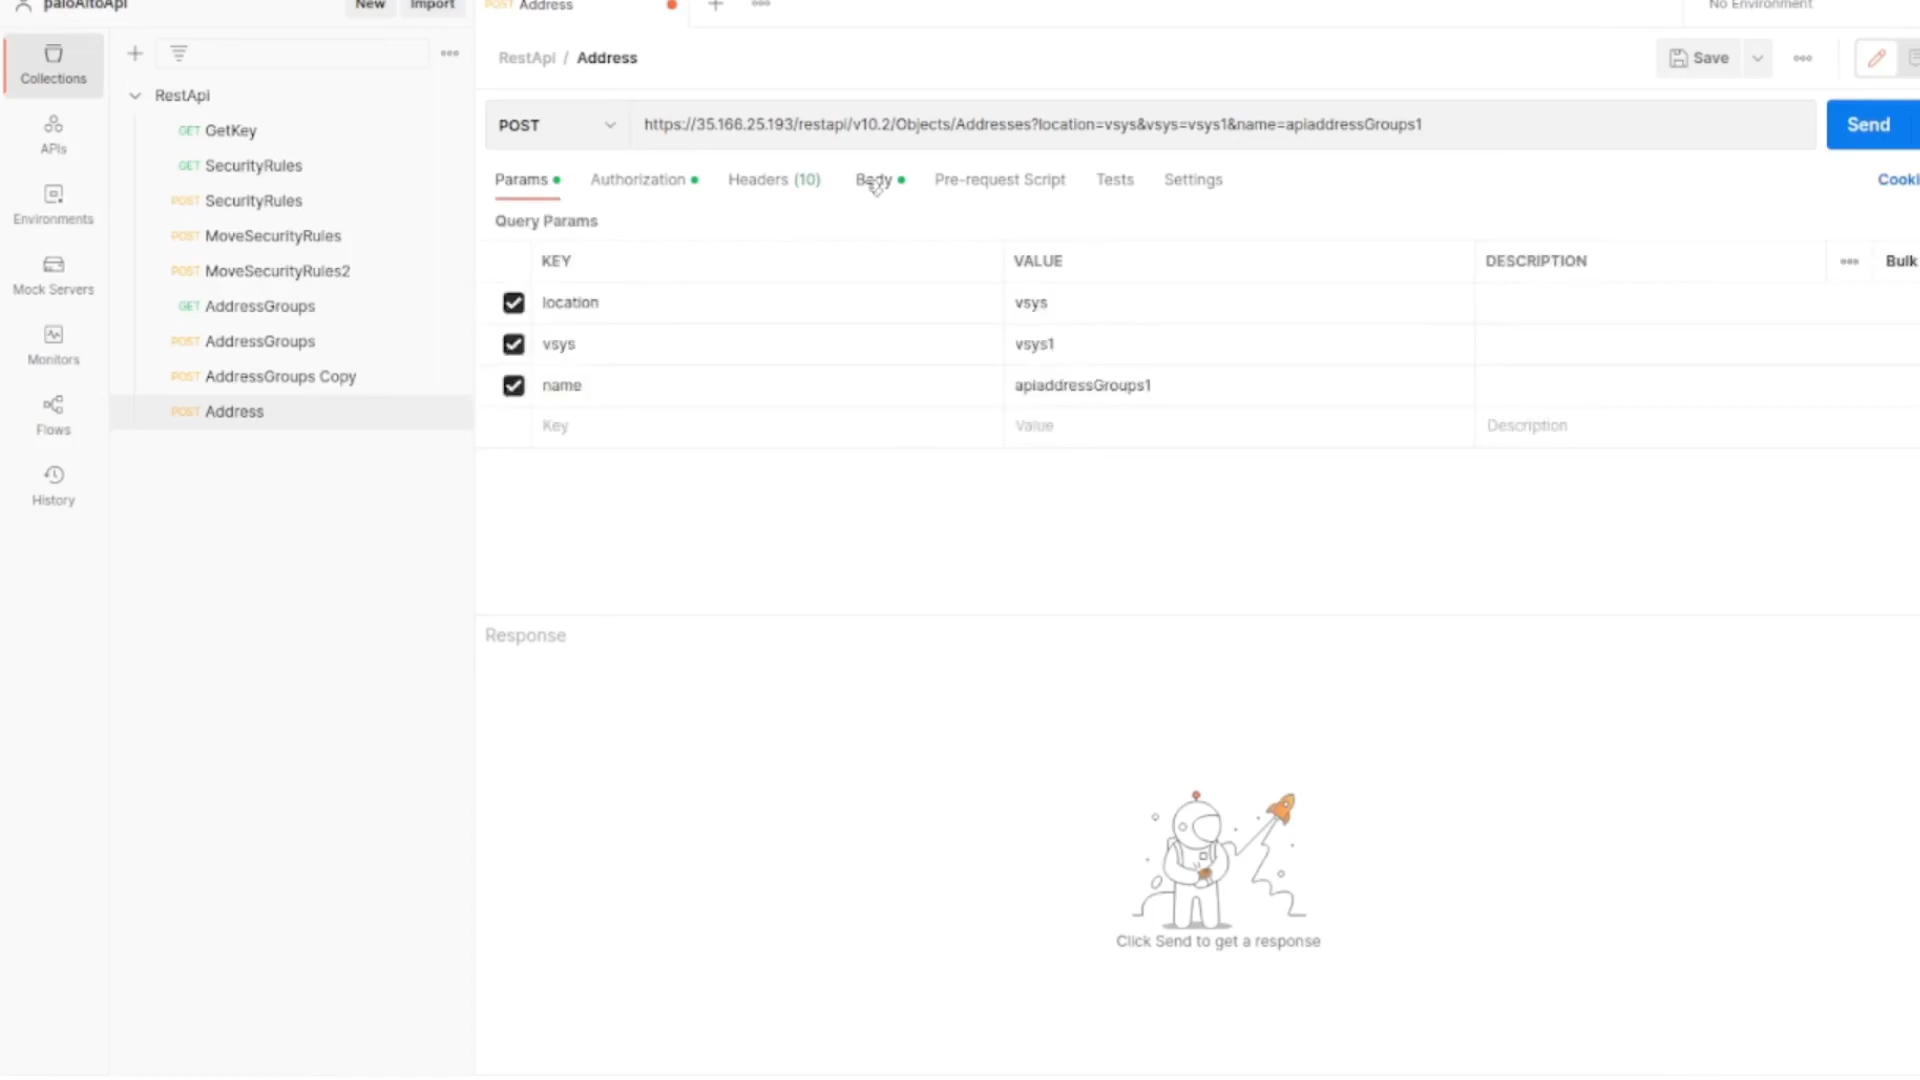 paloAltoApi
New
Import
POST Address
No Environment
Collections
APIs
Environments
Mock Servers
Monitors
Flows
History
RestApi
GET GetKey
GET SecurityRules
POST SecurityRules
POST MoveSecurityRules
POST MoveSecurityRules2
GET AddressGroups
POST AddressGroups
POST AddressGroups Copy
POST Address
RestApi / Address
Save
POST
https://35.166.25.193/restapi/v10.2/Objects/Addresses?location=vsys&vsys=vsys1&name=apiaddressGroups1
Send
Params
Authorization
Headers (10)
Body
Pre-request Script
Tests
Settings
Cooki
Query Params
KEY
VALUE
DESCRIPTION
Bulk
location
vsys
vsys
vsys1
name
apiaddressGroups1
Key
Value
Description
Response
Click Send to get a response